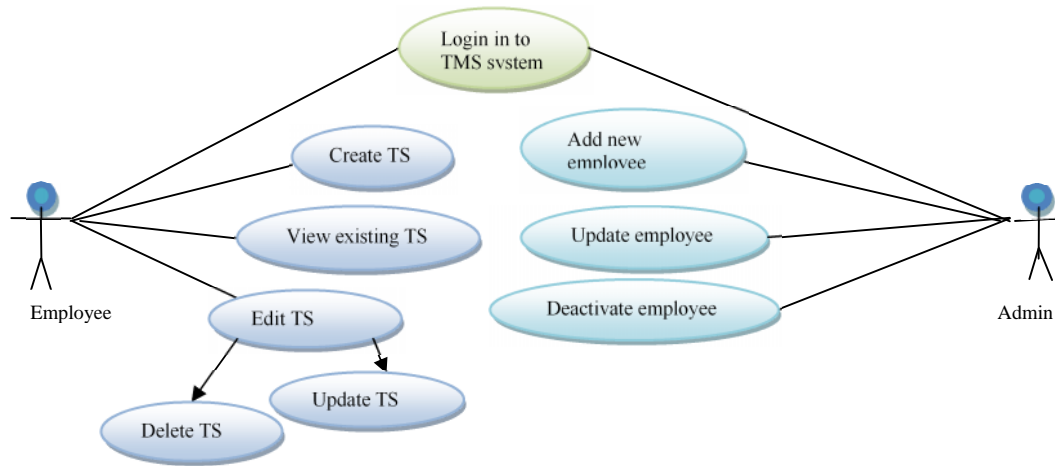 Login in to
TMS system
Create TS
Add new
employee
View existing TS
Update employee
Employee
Edit TS
Deactivate employee
Admin
Update TS
Delete TS